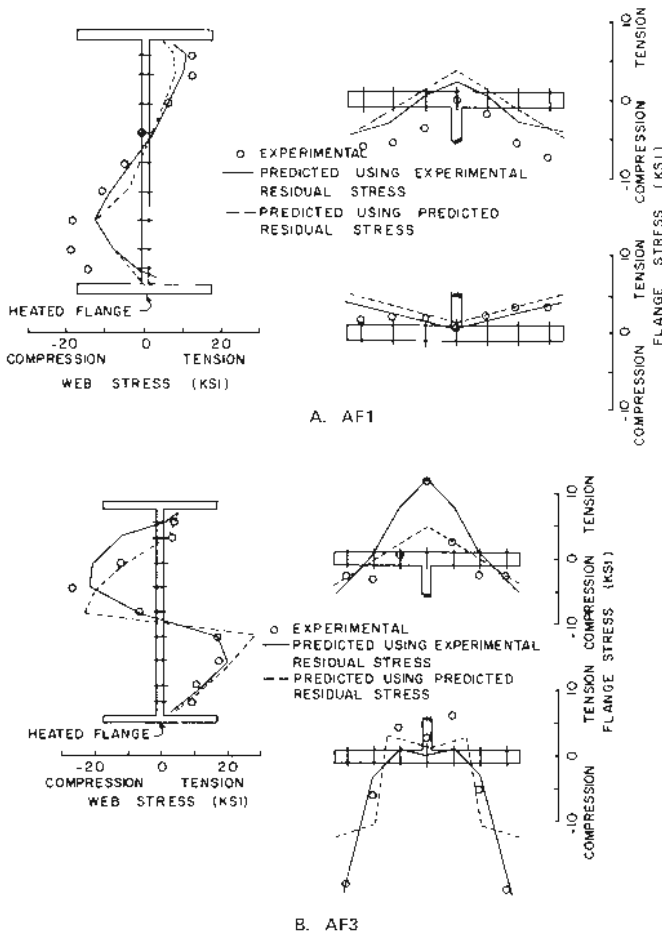 10
0
-10
COMPRESSION TENSION
FLANGE STRESS (KSI)
○ EXPERIMENTAL
— PREDICTED USING EXPERIMENTAL
RESIDUAL STRESS
--- PREDICTED USING PREDICTED
RESIDUAL STRESS
HEATED FLANGE
-20 0 20
COMPRESSION TENSION
WEB STRESS (KSI)
10
0
-10
COMPRESSION TENSION
A. AF1
10
0
-10
COMPRESSION TENSION
FLANGE STRESS (KSI)
○ EXPERIMENTAL
— PREDICTED USING EXPERIMENTAL
RESIDUAL STRESS
--- PREDICTED USING PREDICTED
RESIDUAL STRESS
HEATED FLANGE
-20 0 20
COMPRESSION TENSION
WEB STRESS (KSI)
10
0
-10
COMPRESSION TENSION
B. AF3